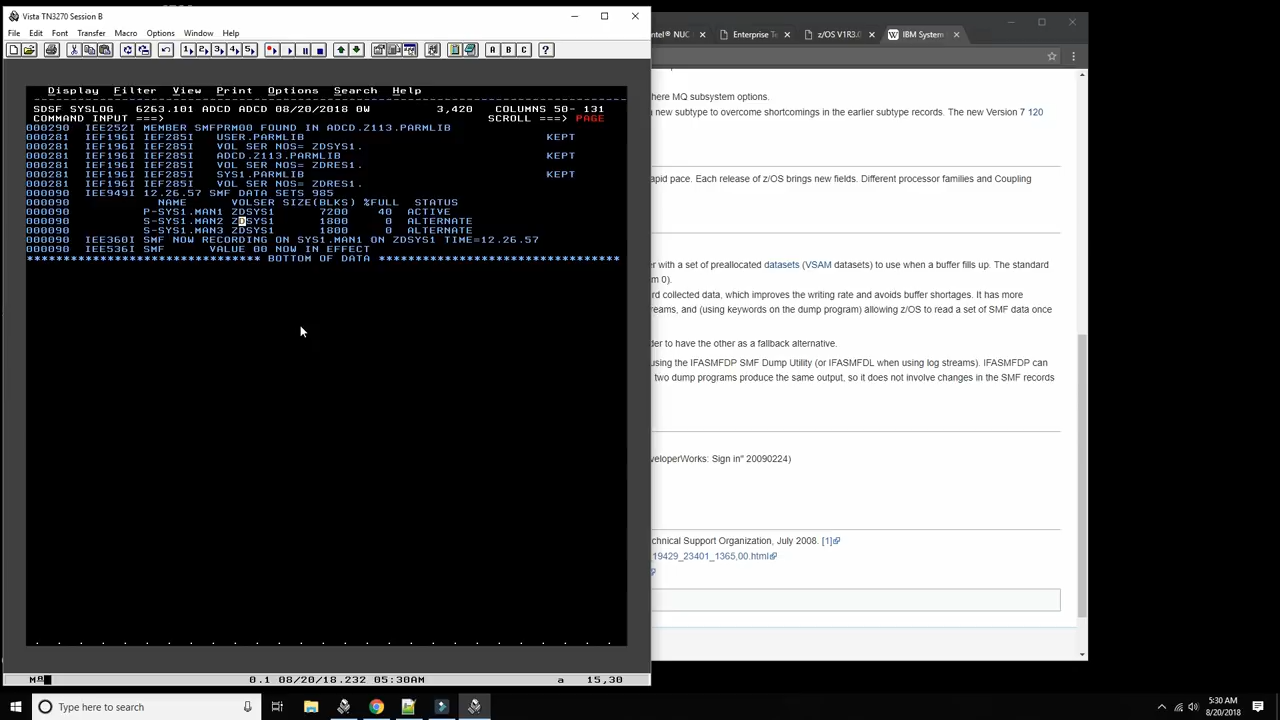 Vista TN3270 Session B
File Edit Font Transfer Macro Options Window Help
Display Filter View Print Options Search Help
SDSF SYSLOG 6263.101 ADCD ADCD 08/20/2018 0W 3,420 COLUMNS 50- 131
COMMAND INPUT ===> SCROLL ===> PAGE
000290 IEE252I MEMBER SMFPRM00 FOUND IN ADCD.Z113.PARMLIB
000281 IEF196I IEF285I USER.PARMLIB KEPT
000281 IEF196I IEF285I VOL SER NOS= ZDSYS1.
000281 IEF196I IEF285I ADCD.Z113.PARMLIB KEPT
000281 IEF196I IEF285I VOL SER NOS= ZDRES1.
000281 IEF196I IEF285I SYS1.PARMLIB KEPT
000281 IEF196I IEF285I VOL SER NOS= ZDRES1.
000090 IEE949I 12.26.57 SMF DATA SETS 985
000090 NAME VOLSER SIZE(BLKS) %FULL STATUS
000090 P-SYS1.MAN1 ZDSYS1 7200 40 ACTIVE
000090 S-SYS1.MAN2 ZDSYS1 1800 0 ALTERNATE
000090 S-SYS1.MAN3 ZDSYS1 1800 0 ALTERNATE
000090 IEE360I SMF NOW RECORDING ON SYS1.MAN1 ON ZDSYS1 TIME=12.26.57
000090 IEE536I SMF VALUE 00 NOW IN EFFECT
******************************** BOTTOM OF DATA *********************************
0.1 08/20/18.232 05:30AM a 15,30
ntel® NUC Enterprise Te z/OS V1R3.0 IBM System
here MQ subsystem options.
new subtype to overcome shortcomings in the earlier subtype records. The new Version 7 120
apid pace. Each release of z/OS brings new fields. Different processor families and Coupling
er with a set of preallocated datasets (VSAM datasets) to use when a buffer fills up. The standard
m 0).
rd collected data, which improves the writing rate and avoids buffer shortages. It has more
reams, and (using keywords on the dump program) allowing z/OS to read a set of SMF data once
der to have the other as a fallback alternative.
using the IFASMFDP SMF Dump Utility (or IFASMFDL when using log streams). IFASMFDP can
two dump programs produce the same output, so it does not involve changes in the SMF records
veloperWorks: Sign in" 20090224)
chnical Support Organization, July 2008. [1]
19429_23401_1365,00.html
Type here to search
5:30 AM
8/20/2018